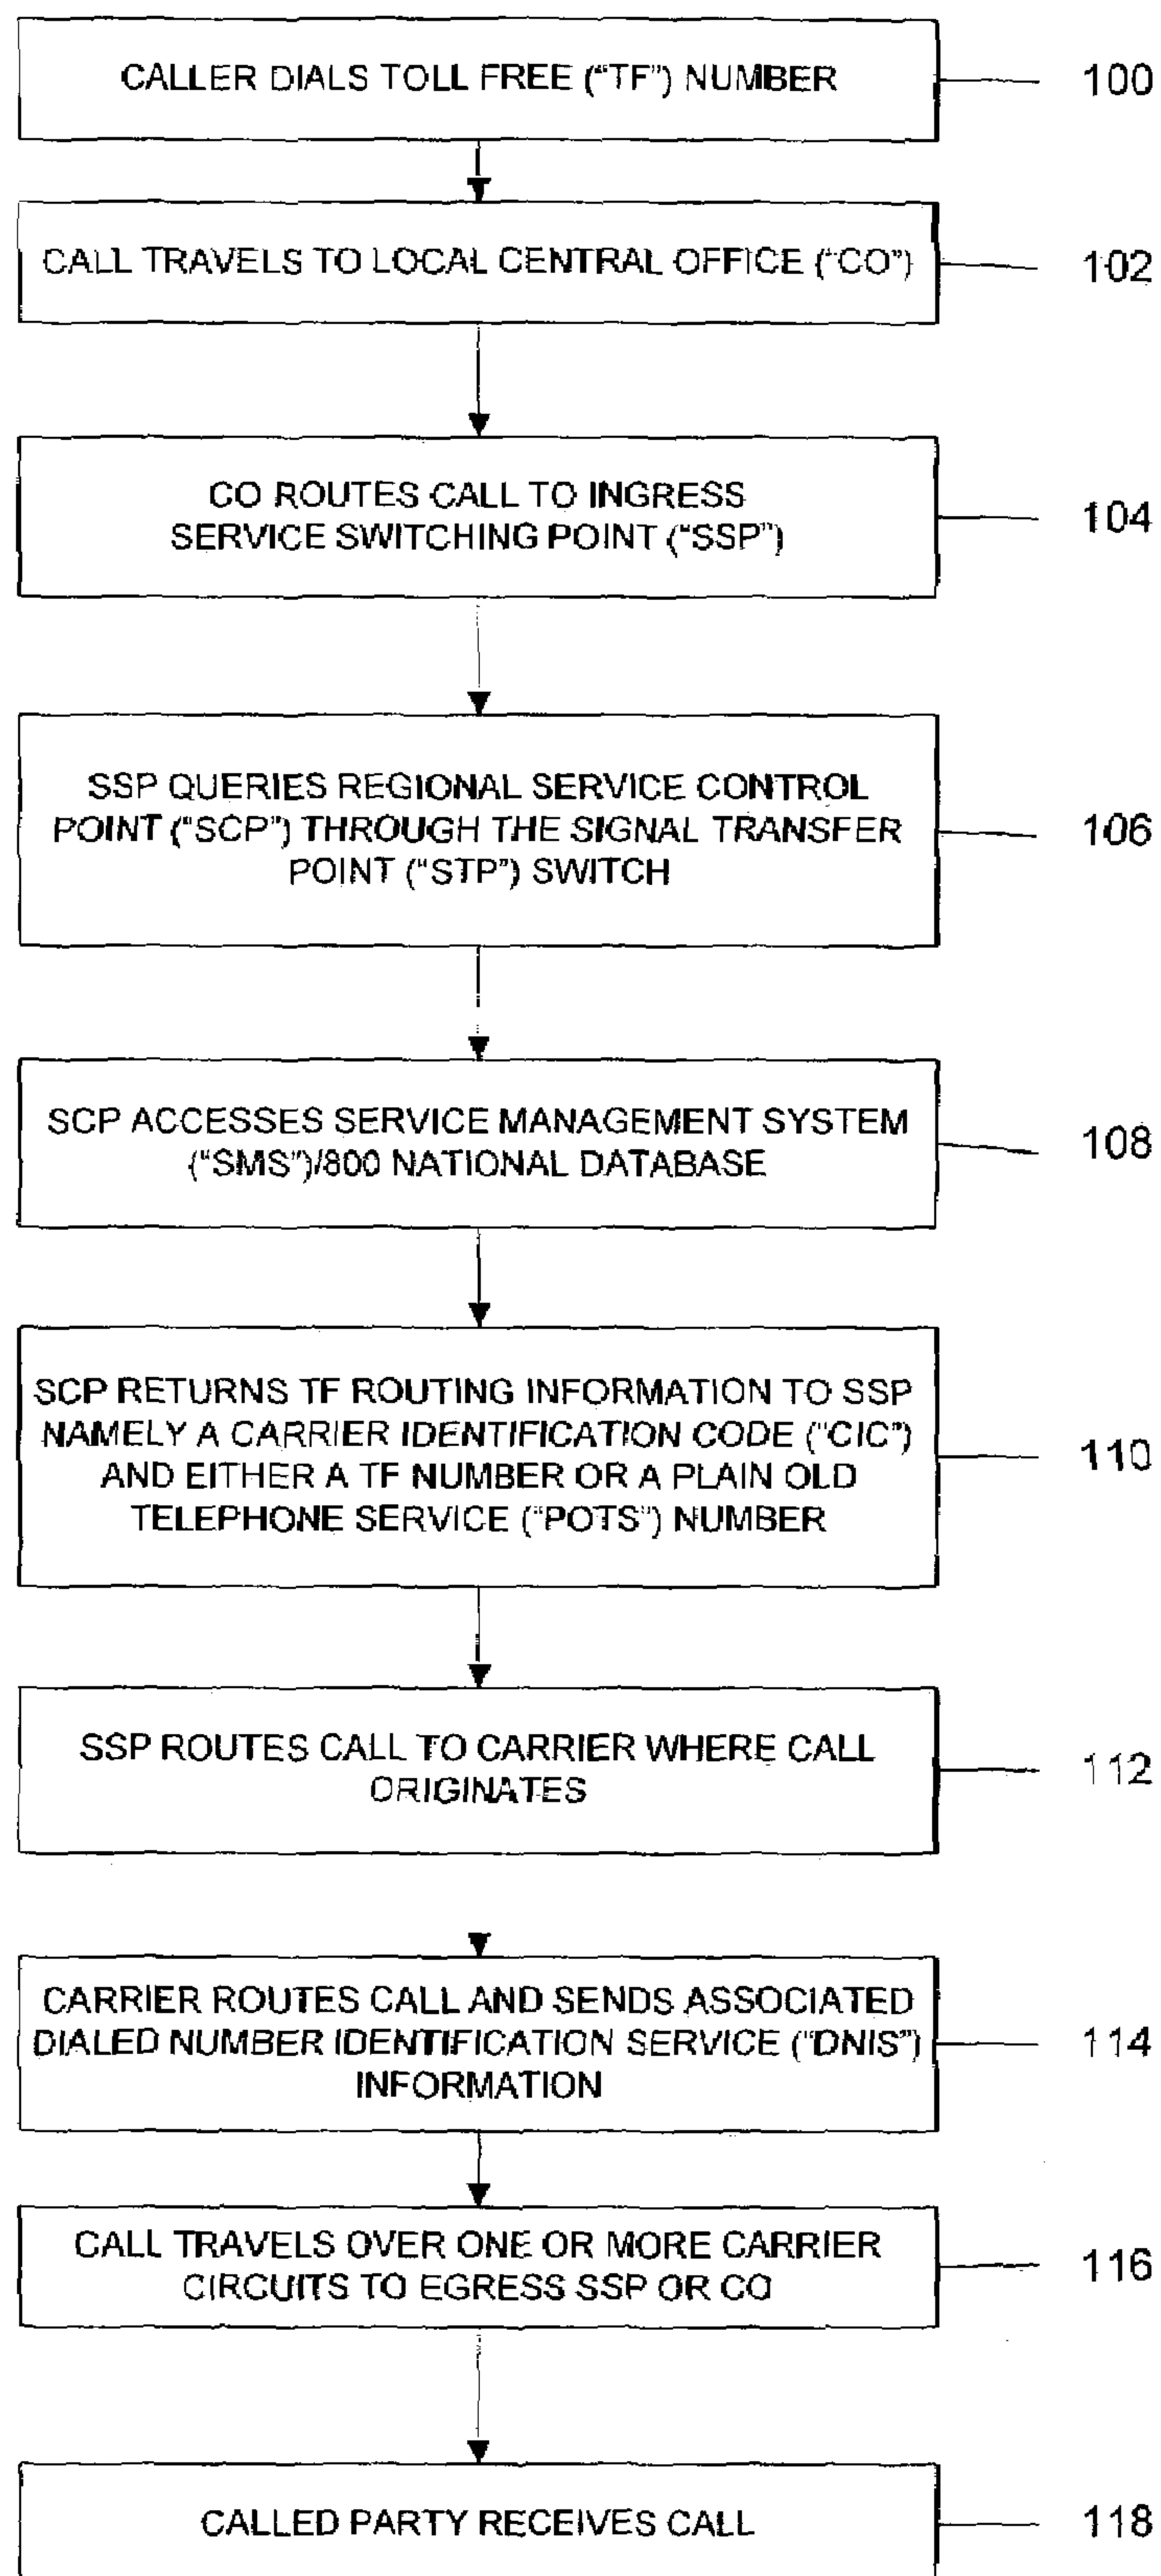 CALLER DIALS TOLL FREE ("TF") NUMBER
100
CALL TRAVELS TO LOCAL CENTRAL OFFICE ("CO")
102
CO ROUTES CALL TO INGRESS
SERVICE SWITCHING POINT ("SSP")
104
SSP QUERIES REGIONAL SERVICE CONTROL
POINT ("SCP") THROUGH THE SIGNAL TRANSFER
POINT ("STP") SWITCH
106
SCP ACCESSES SERVICE MANAGEMENT SYSTEM
("SMS")/800 NATIONAL DATABASE
108
SCP RETURNS TF ROUTING INFORMATION TO SSP
NAMELY A CARRIER IDENTIFICATION CODE ("CIC")
AND EITHER A TF NUMBER OR A PLAIN OLD
TELEPHONE SERVICE ("POTS") NUMBER
110
SSP ROUTES CALL TO CARRIER WHERE CALL
ORIGINATES
112
CARRIER ROUTES CALL AND SENDS ASSOCIATED
DIALED NUMBER IDENTIFICATION SERVICE ("DNIS")
INFORMATION
114
CALL TRAVELS OVER ONE OR MORE CARRIER
CIRCUITS TO EGRESS SSP OR CO
116
CALLED PARTY RECEIVES CALL
118